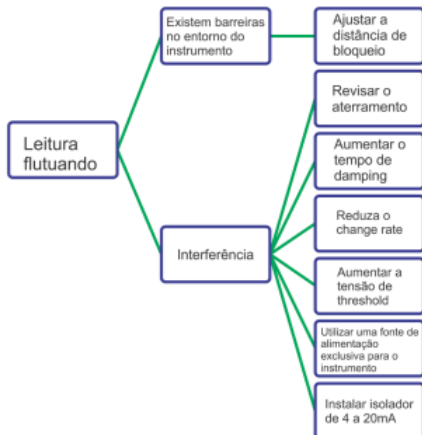 Leitura
flutuando
Existem barreiras
no entorno do
instrumento
Interferência
Ajustar a
distância de
bloqueio
Revisar o
aterramento
Aumentar o
tempo de
damping
Reduza o
change rate
Aumentar a
tensão de
threshold
Utilizar uma fonte de
alimentação
exclusiva para o
instrumento
Instalar isolador
de 4 a 20mA